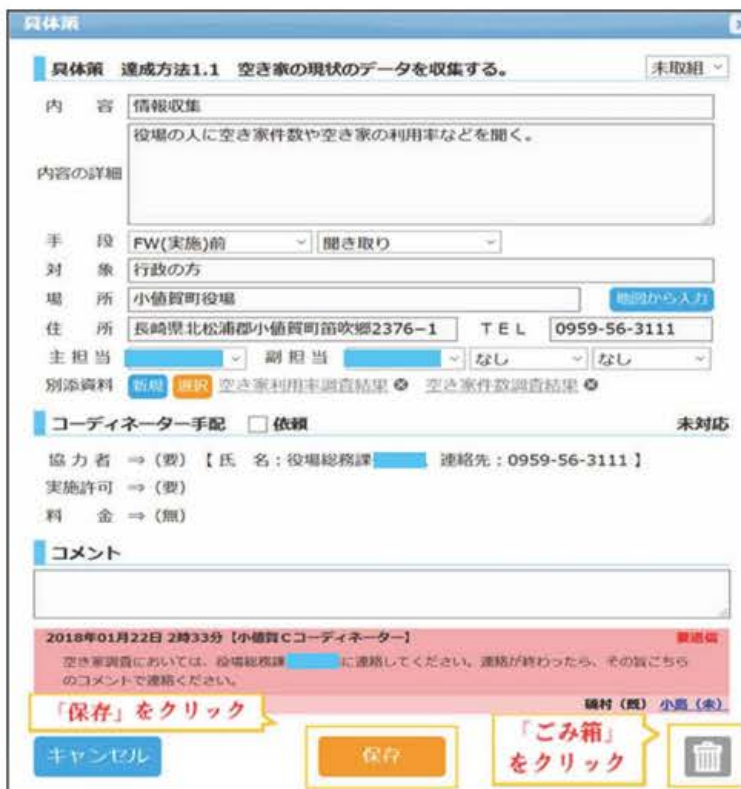 具体策
具体策 達成方法1.1 空き家の現状のデータを収集する。 未取組
内 容 情報収集
内容の詳細 役場の人に空き家件数や空き家の利用率などを聞く。
手 段 FW(実施)前 聞き取り
対 象 行政の方
場 所 小値賀町役場 地図から入力
住 所 長崎県北松浦郡小値賀町笛吹郷2376−1 TEL 0959-56-3111
主担当 副担当 なし なし
別添資料 新規 選択 空き家利用率調査結果 空き家件数調査結果
コーディネーター手配 依頼 未対応
協力者 ⇒ (要) 【 氏 名:役場総務課 連絡先:0959-56-3111 】
実施許可 ⇒ (要)
料 金 ⇒ (無)
コメント
2018年01月22日 2時33分【小値賀Cコーディネーター】 要返信
空き家調査においては、役場総務課 に連絡してください。連絡が終わったら、その旨こちら
のコメントで連絡ください。
磯村(既) 小島(未)
「保存」をクリック
「ごみ箱」
をクリック
キャンセル 保存